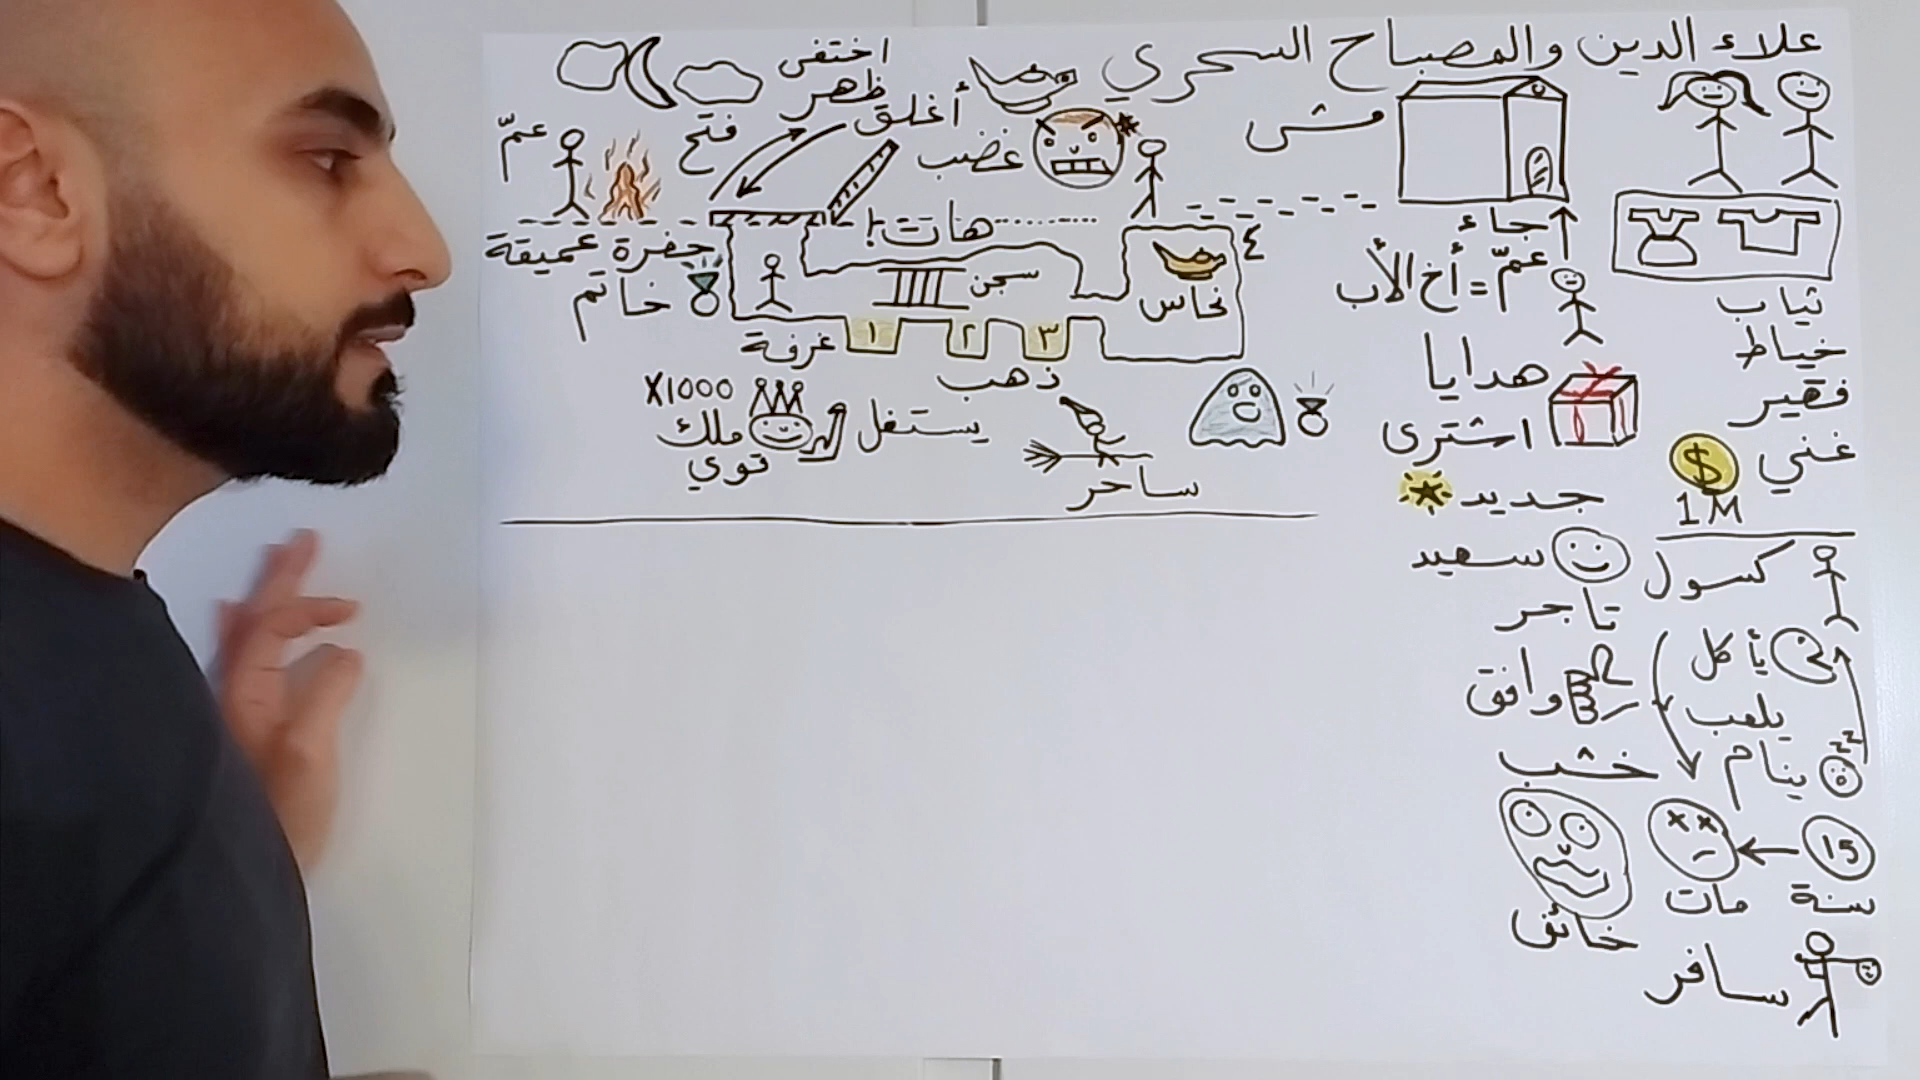 علاء الدين والمصباح السحري
ثياب
خياط
فقير
غني
$
1M
كسول
يأكل
يلعب
ينام
zz
15
سنة
مات
سافر
مش
جاء
عمّ = أخ الأب
هدايا
اشترى
جديد
سعيد
تاجر
وافق
خشب
خائف
اختفى
ظهر
أغلق
فتح
غضب
عمّ
هات!
حفرة عميقة
خاتم
سجن
٤
نحاس
١ ٢ ٣
غرفة
ذهب
X1000
ملك
قوي
يستغل
ساحر